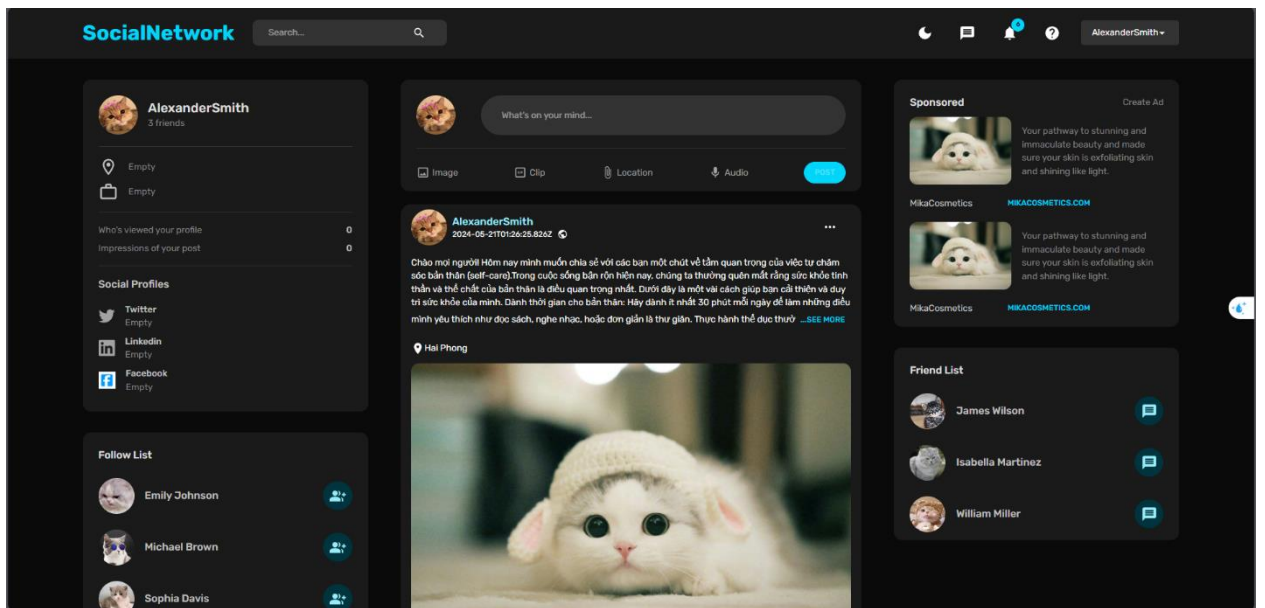 SocialNetwork
Search...
6
AlexanderSmith
AlexanderSmith
3 friends
Empty
Empty
Who's viewed your profile 0
Impressions of your post 0
Social Profiles
Twitter
Empty
Linkedin
Empty
Facebook
Empty
Follow List
Emily Johnson
Michael Brown
Sophia Davis
What's on your mind...
Image Clip Location Audio POST
AlexanderSmith
2024-05-21T01:26:25.826Z
Chào mọi người! Hôm nay mình muốn chia sẻ với các bạn một chút về tầm quan trọng của việc tự chăm
sóc bản thân (self-care).Trong cuộc sống bận rộn hiện nay, chúng ta thường quên mất rằng sức khỏe tinh
thần và thể chất của bản thân là điều quan trọng nhất. Dưới đây là một vài cách giúp bạn cải thiện và duy
trì sức khỏe của mình. Dành thời gian cho bản thân: Hãy dành ít nhất 30 phút mỗi ngày để làm những điều
mình yêu thích như đọc sách, nghe nhạc, hoặc đơn giản là thư giãn. Thực hành thể dục thườ ...SEE MORE
Hai Phong
Sponsored Create Ad
Your pathway to stunning and
immaculate beauty and made
sure your skin is exfoliating skin
and shining like light.
MikaCosmetics MIKACOSMETICS.COM
Your pathway to stunning and
immaculate beauty and made
sure your skin is exfoliating skin
and shining like light.
MikaCosmetics MIKACOSMETICS.COM
Friend List
James Wilson
Isabella Martinez
William Miller